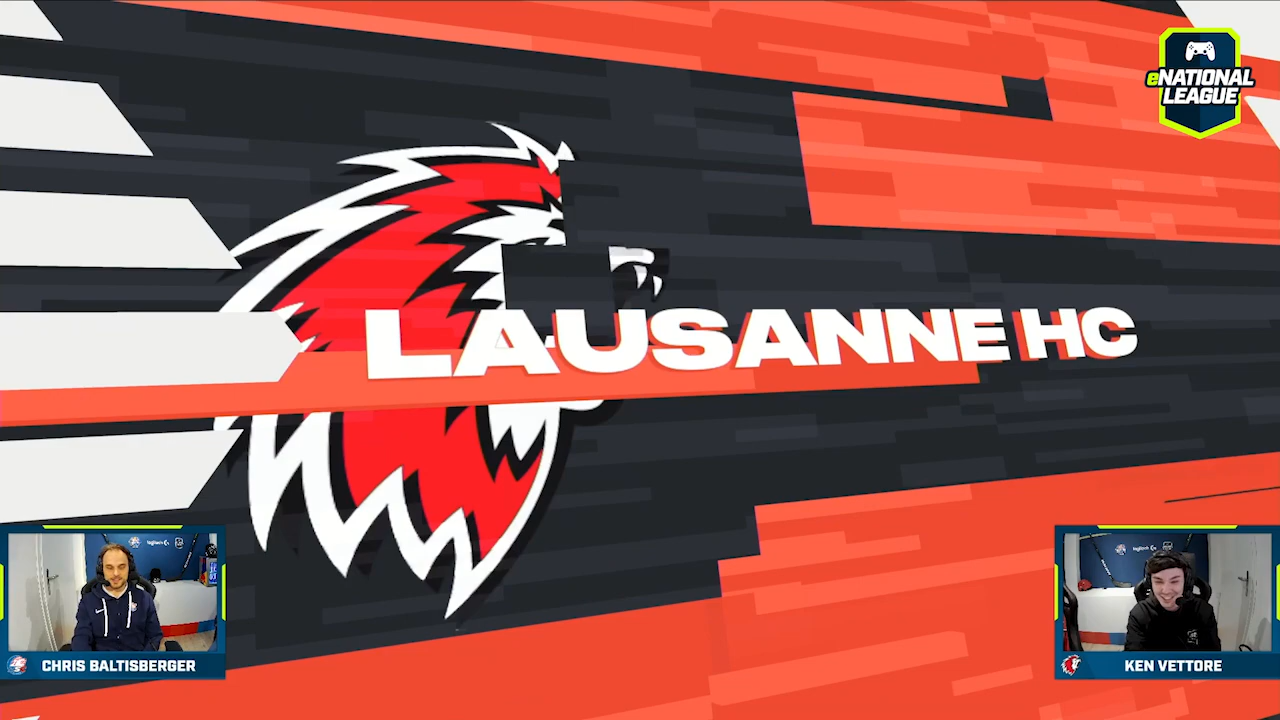 eNATIONAL
LEAGUE
LAUSANNE HC
CHRIS BALTISBERGER
KEN VETTORE